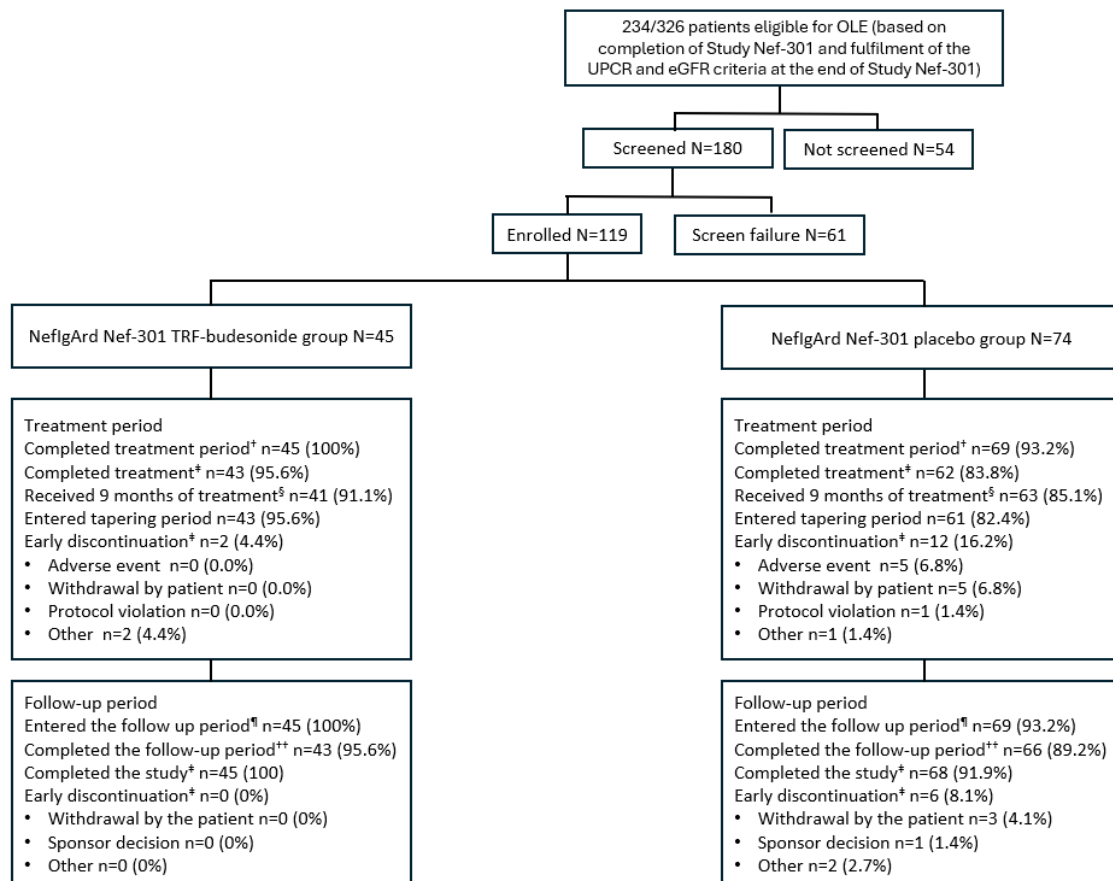 234/326 patients eligible for OLE (based on
completion of Study Nef-301 and fulfilment of the
UPCR and eGFR criteria at the end of Study Nef-301)
Screened N=180
Not screened N=54
Enrolled N=119
Screen failure N=61
NefIgArd Nef-301 TRF-budesonide group N=45
NefIgArd Nef-301 placebo group N=74
Treatment period
Completed treatment period† n=45 (100%)
Completed treatment‡ n=43 (95.6%)
Received 9 months of treatment§ n=41 (91.1%)
Entered tapering period n=43 (95.6%)
Early discontinuation‡ n=2 (4.4%)
• Adverse event n=0 (0.0%)
• Withdrawal by patient n=0 (0.0%)
• Protocol violation n=0 (0.0%)
• Other n=2 (4.4%)
Treatment period
Completed treatment period† n=69 (93.2%)
Completed treatment‡ n=62 (83.8%)
Received 9 months of treatment§ n=63 (85.1%)
Entered tapering period n=61 (82.4%)
Early discontinuation‡ n=12 (16.2%)
• Adverse event n=5 (6.8%)
• Withdrawal by patient n=5 (6.8%)
• Protocol violation n=1 (1.4%)
• Other n=1 (1.4%)
Follow-up period
Entered the follow up period¶ n=45 (100%)
Completed the follow-up period†† n=43 (95.6%)
Completed the study‡ n=45 (100)
Early discontinuation‡ n=0 (0%)
• Withdrawal by the patient n=0 (0%)
• Sponsor decision n=0 (0%)
• Other n=0 (0%)
Follow-up period
Entered the follow up period¶ n=69 (93.2%)
Completed the follow-up period†† n=66 (89.2%)
Completed the study‡ n=68 (91.9%)
Early discontinuation‡ n=6 (8.1%)
• Withdrawal by the patient n=3 (4.1%)
• Sponsor decision n=1 (1.4%)
• Other n=2 (2.7%)